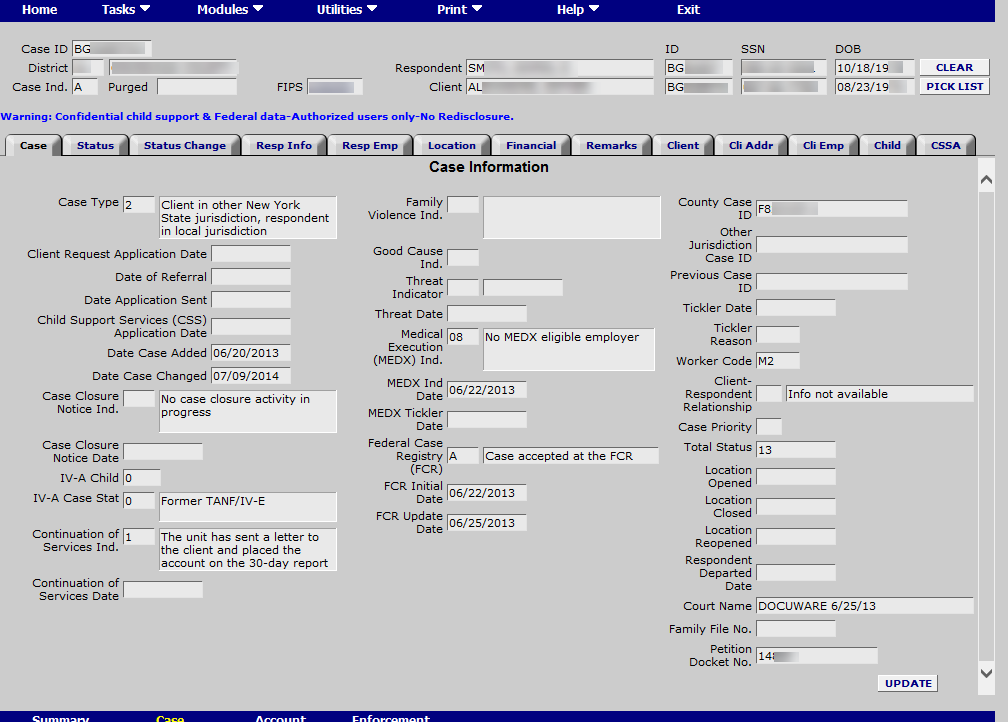 Home Tasks Modules Utilities Print Help Exit
Case ID BG ID SSN DOB
District Respondent SM BG 10/18/19 CLEAR
Case Ind. A Purged FIPS Client AL BG 08/23/19 PICK LIST
Warning: Confidential child support & Federal data-Authorized users only-No Redisclosure.
Case Status Status Change Resp Info Resp Emp Location Financial Remarks Client Cli Addr Cli Emp Child CSSA
Case Information
Case Type 2 Client in other New York
State jurisdiction, respondent
in local jurisdiction
Client Request Application Date
Date of Referral
Date Application Sent
Child Support Services (CSS)
Application Date
Date Case Added 06/20/2013
Date Case Changed 07/09/2014
Case Closure
Notice Ind.
No case closure activity in
progress
Case Closure
Notice Date
IV-A Child 0
IV-A Case Stat 0 Former TANF/IV-E
Continuation of
Services Ind. 1
The unit has sent a letter to
the client and placed the
account on the 30-day report
Continuation of
Services Date
Family
Violence Ind.
Good Cause
Ind.
Threat
Indicator
Threat Date
Medical
Execution
(MEDX) Ind.
08 No MEDX eligible employer
MEDX Ind
Date
06/22/2013
MEDX Tickler
Date
Federal Case
Registry
(FCR)
A Case accepted at the FCR
FCR Initial
Date
06/22/2013
FCR Update
Date
06/25/2013
County Case
ID
F8
Other
Jurisdiction
Case ID
Previous Case
ID
Tickler Date
Tickler
Reason
Worker Code M2
Client-
Respondent
Relationship
Info not available
Case Priority
Total Status 13
Location
Opened
Location
Closed
Location
Reopened
Respondent
Departed
Date
Court Name DOCUWARE 6/25/13
Family File No.
Petition
Docket No.
14
UPDATE
Summary Case Account Enforcement